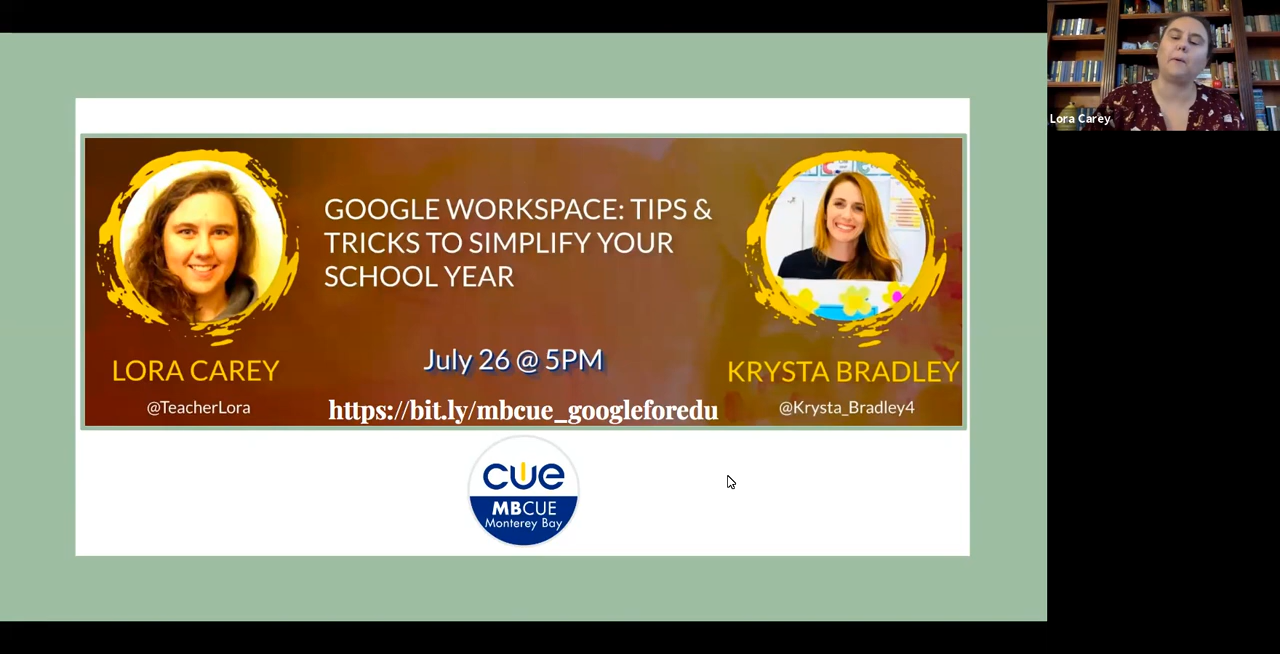 GOOGLE WORKSPACE: TIPS &
TRICKS TO SIMPLIFY YOUR
SCHOOL YEAR
July 26 @ 5PM
https://bit.ly/mbcue_googleforedu
LORA CAREY
@TeacherLora
KRYSTA BRADLEY
@Krysta_Bradley4
cue
MBCUE
Monterey Bay
Lora Carey